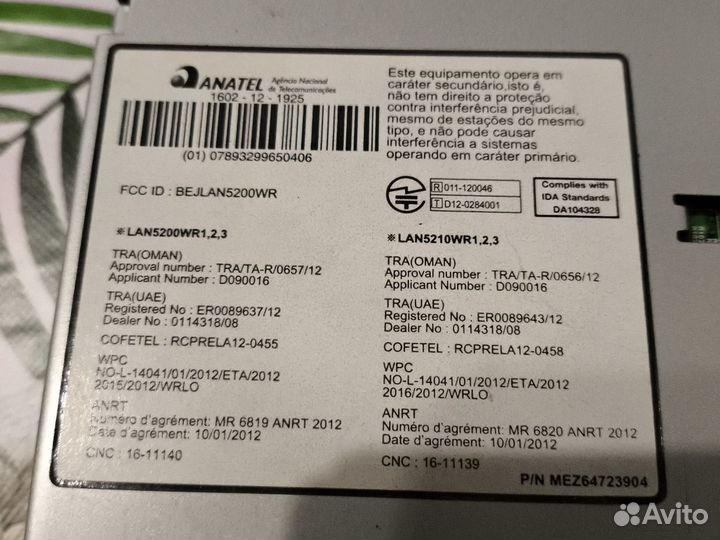 ANATEL Agência Nacional
de Telecomunicações
1602 - 12 - 1925
(01) 07893299650406
Este equipamento opera em
caráter secundário,isto é,
não tem direito a proteção
contra interferência prejudicial,
mesmo de estações do mesmo
tipo, e não pode causar
interferência a sistemas
operando em caráter primário.
FCC ID : BEJLAN5200WR
R 011-120046
T D12-0284001
Complies with
IDA Standards
DA104328
※LAN5200WR1,2,3
TRA(OMAN)
Approval number : TRA/TA-R/0657/12
Applicant Number : D090016
TRA(UAE)
Registered No : ER0089637/12
Dealer No : 0114318/08
COFETEL : RCPRELA12-0455
WPC
NO-L-14041/01/2012/ETA/2012
2015/2012/WRLO
ANRT
Numéro d'agrément: MR 6819 ANRT 2012
Date d'agrément: 10/01/2012
CNC : 16-11140
※LAN5210WR1,2,3
TRA(OMAN)
Approval number : TRA/TA-R/0656/12
Applicant Number : D090016
TRA(UAE)
Registered No : ER0089643/12
Dealer No : 0114318/08
COFETEL : RCPRELA12-0458
WPC
NO-L-14041/01/2012/ETA/2012
2016/2012/WRLO
ANRT
Numéro d'agrément: MR 6820 ANRT 2012
Date d'agrément: 10/01/2012
CNC : 16-11139
P/N MEZ64723904
Avito